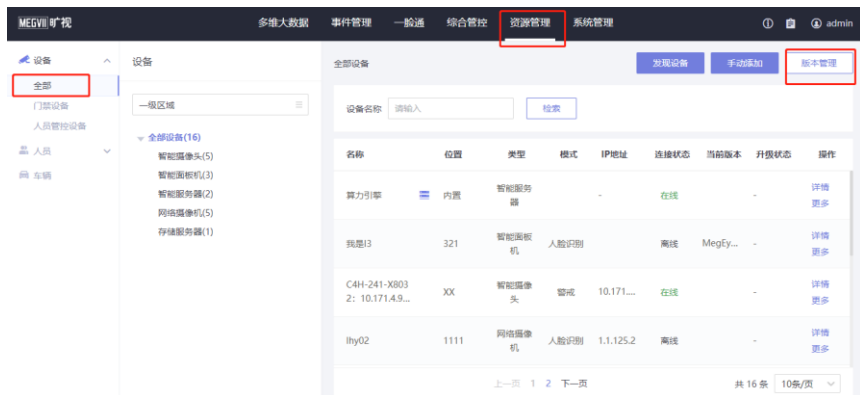 MEGVII 旷视 多维大数据 事件管理 一脸通 综合管控 资源管理 系统管理 admin
设备
全部
门禁设备
人员管控设备
人员
车辆
设备
一级区域
全部设备(16)
智能摄像头(5)
智能面板机(3)
智能服务器(2)
网络摄像机(5)
存储服务器(1)
全部设备 发现设备 手动添加 版本管理
设备名称 请输入 检索
名称 位置 类型 模式 IP地址 连接状态 当前版本 升级状态 操作
算力引擎 内置 智能服务器 - 在线 - 详情 更多
我是I3 321 智能面板机 人脸识别 离线 MegEy... - 详情 更多
C4H-241-X803
2: 10.171.4.9... XX 智能摄像头 警戒 10.171.... 在线 - 详情 更多
lhy02 1111 网络摄像机 人脸识别 1.1.125.2 离线 - 详情 更多
上一页 1 2 下一页 共 16 条 10条/页